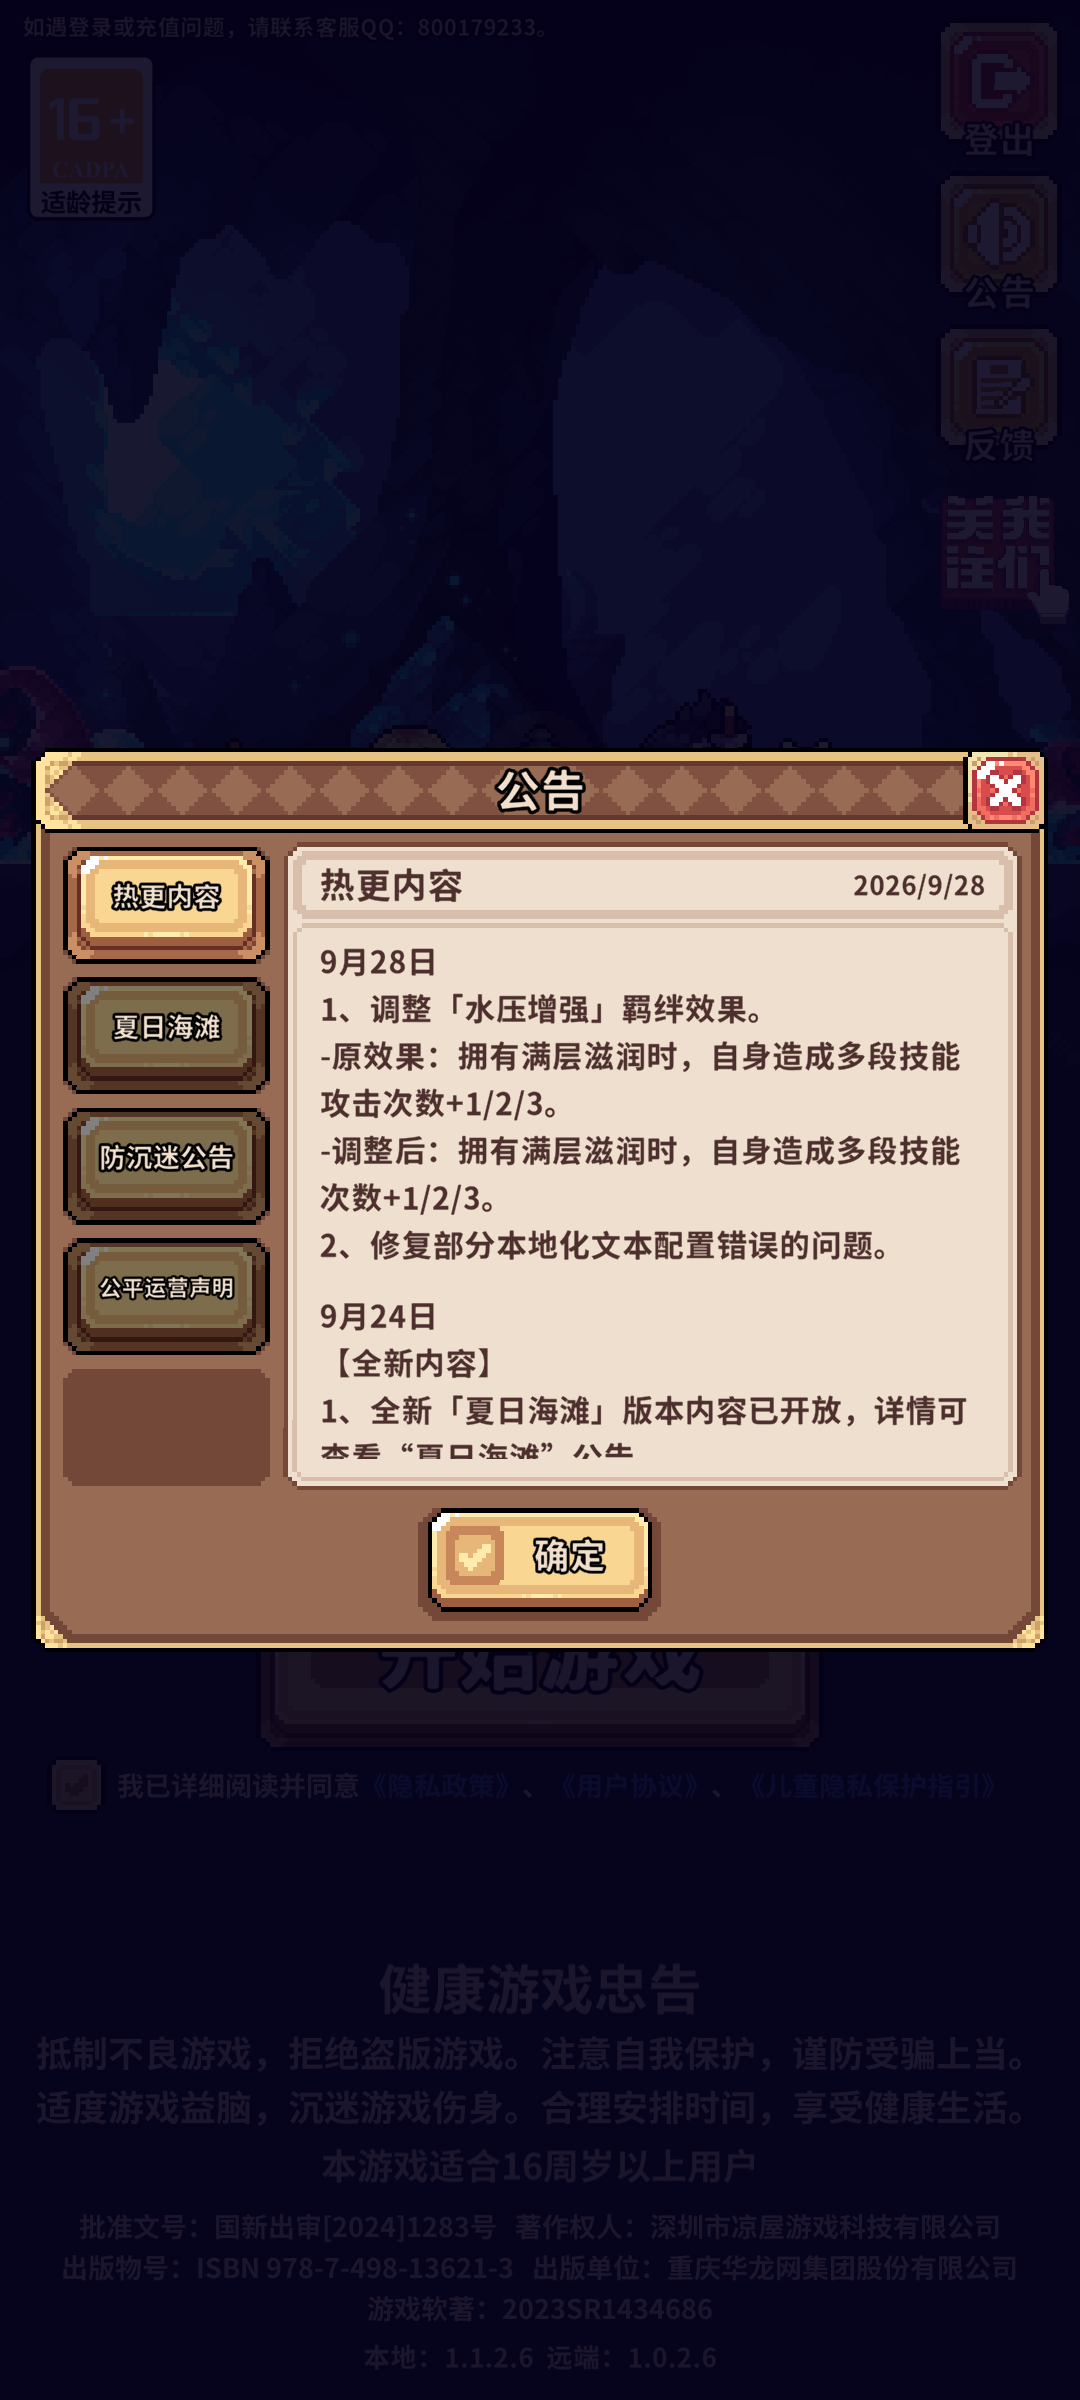 如遇登录或充值问题，请联系客服QQ：800179233。
16+
CADPA
适龄提示
登出
公告
反馈
关我
注们
公告
热更内容
夏日海滩
防沉迷公告
公平运营声明
热更内容 2026/9/28
9月28日
1、调整「水压增强」羁绊效果。
-原效果：拥有满层滋润时，自身造成多段技能
攻击次数+1/2/3。
-调整后：拥有满层滋润时，自身造成多段技能
次数+1/2/3。
2、修复部分本地化文本配置错误的问题。
9月24日
【全新内容】
1、全新「夏日海滩」版本内容已开放，详情可
查看“夏日海滩”公告
确定
开始游戏
我已详细阅读并同意《隐私政策》、《用户协议》、《儿童隐私保护指引》
健康游戏忠告
抵制不良游戏，拒绝盗版游戏。注意自我保护，谨防受骗上当。
适度游戏益脑，沉迷游戏伤身。合理安排时间，享受健康生活。
本游戏适合16周岁以上用户
批准文号：国新出审[2024]1283号 著作权人：深圳市凉屋游戏科技有限公司
出版物号：ISBN 978-7-498-13621-3 出版单位：重庆华龙网集团股份有限公司
游戏软著：2023SR1434686
本地：1.1.2.6 远端：1.0.2.6